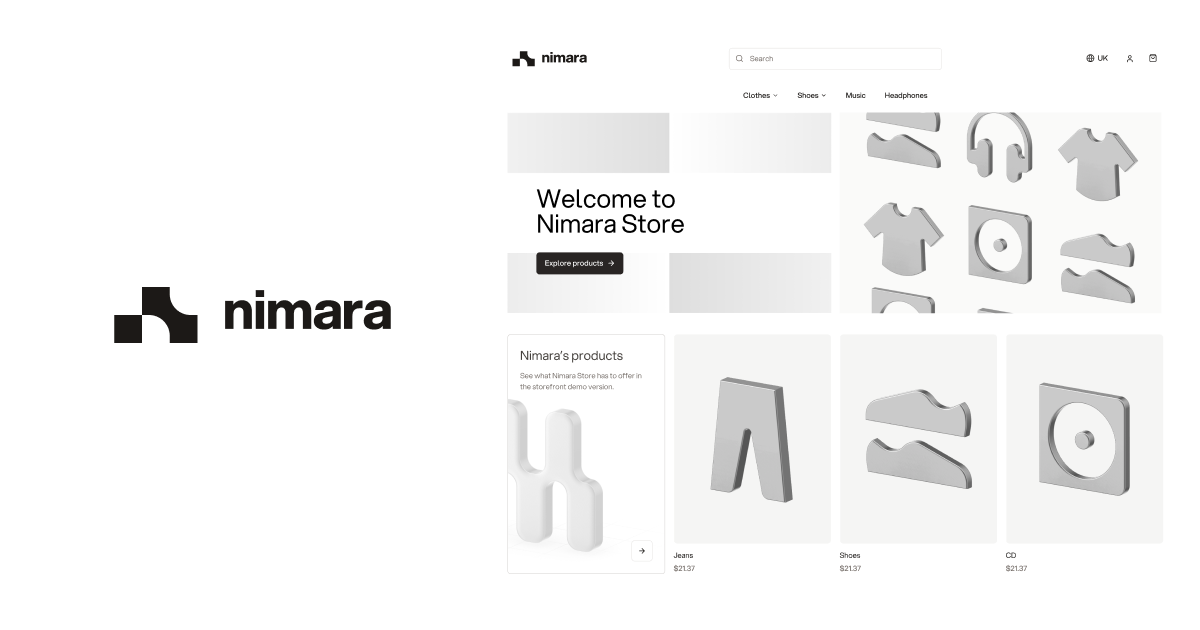 nimara
nimara
Search
UK
Clothes
Shoes
Music
Headphones
Welcome to
Nimara Store
Explore products
Nimara's products
See what Nimara Store has to offer in
the storefront demo version.
Jeans
$21.37
Shoes
$21.37
CD
$21.37